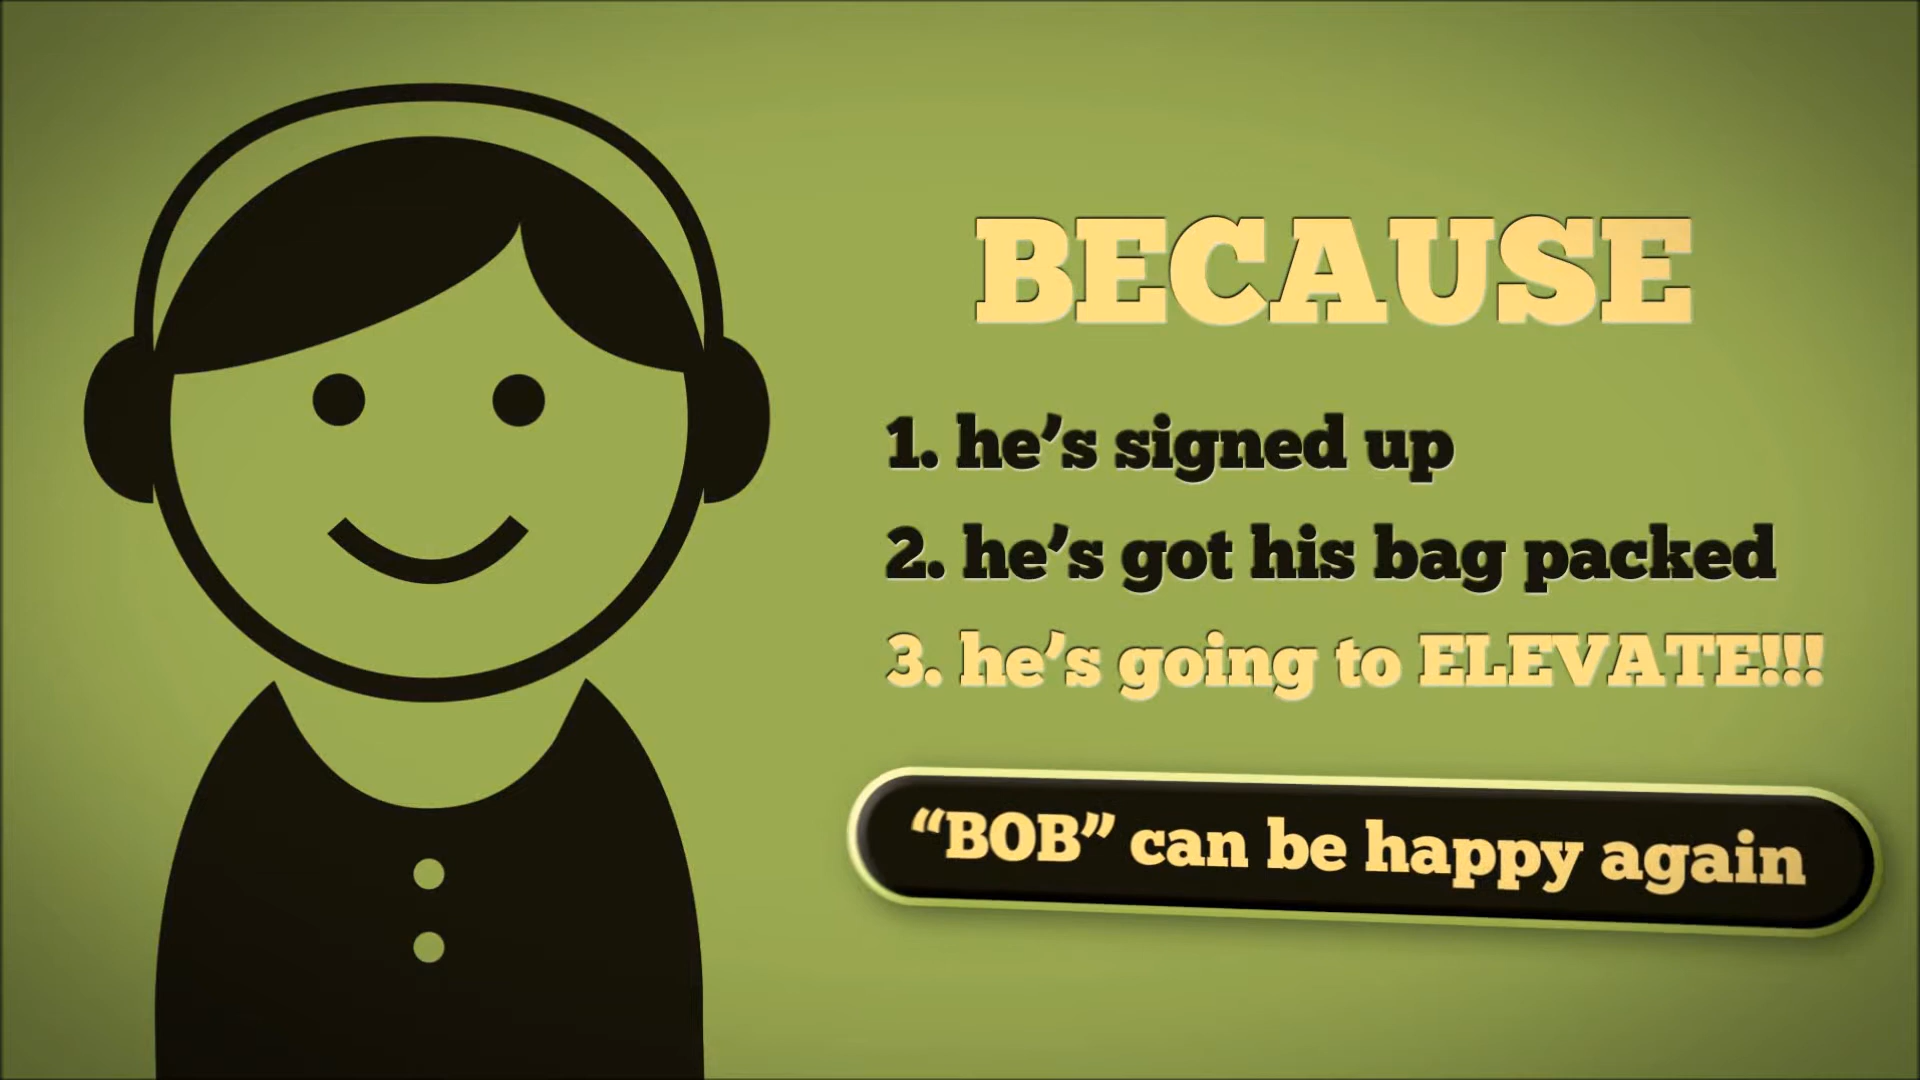 BECAUSE
1. he’s signed up
2. he’s got his bag packed
3. he’s going to ELEVATE!!!
“BOB” can be happy again